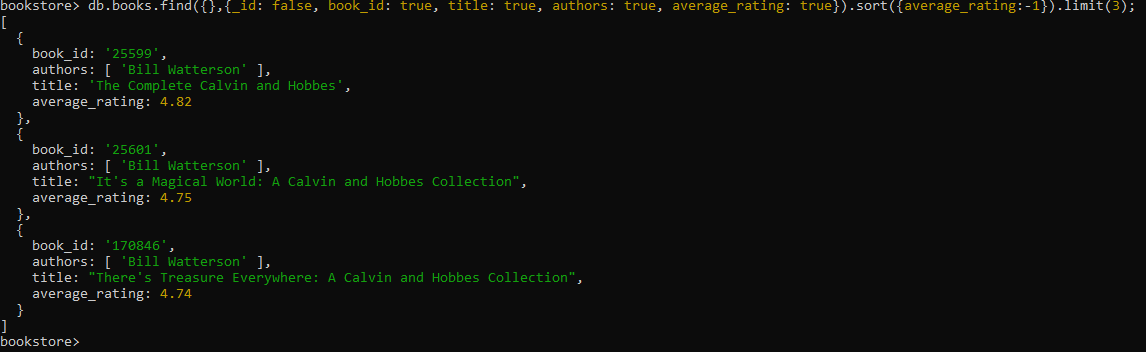 bookstore> db.books.find({},{_id: false, book_id: true, title: true, authors: true, average_rating: true}).sort({average_rating:-1}).limit(3);
[
  {
    book_id: '25599',
    authors: [ 'Bill Watterson' ],
    title: 'The Complete Calvin and Hobbes',
    average_rating: 4.82
  },
  {
    book_id: '25601',
    authors: [ 'Bill Watterson' ],
    title: "It's a Magical World: A Calvin and Hobbes Collection",
    average_rating: 4.75
  },
  {
    book_id: '170846',
    authors: [ 'Bill Watterson' ],
    title: "There's Treasure Everywhere: A Calvin and Hobbes Collection",
    average_rating: 4.74
  }
]
bookstore>